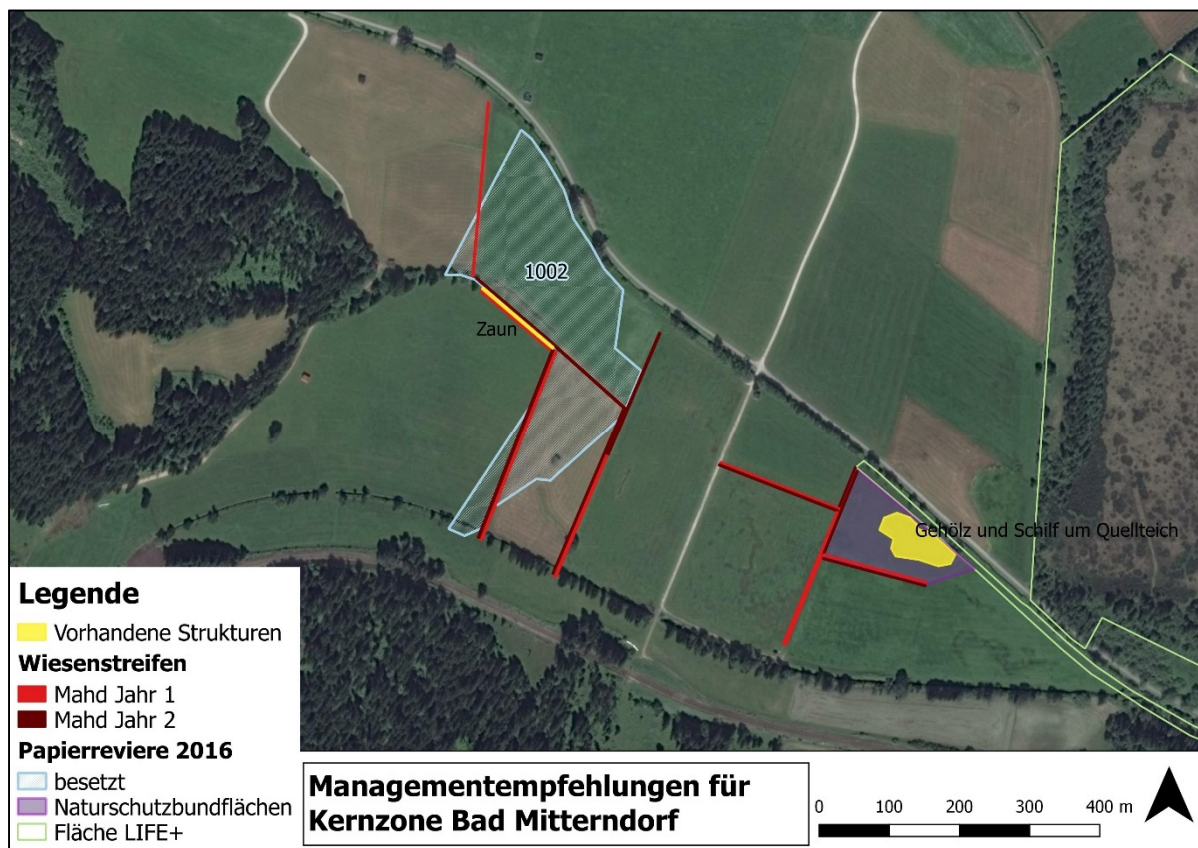 1002
Zaun
Gehölz und Schilf um Quellteich
Legende
Vorhandene Strukturen
Wiesenstreifen
Mahd Jahr 1
Mahd Jahr 2
Papierreviere 2016
besetzt
Naturschutzbundflächen
Fläche LIFE+
Managementempfehlungen für
Kernzone Bad Mitterndorf
0 100 200 300 400 m